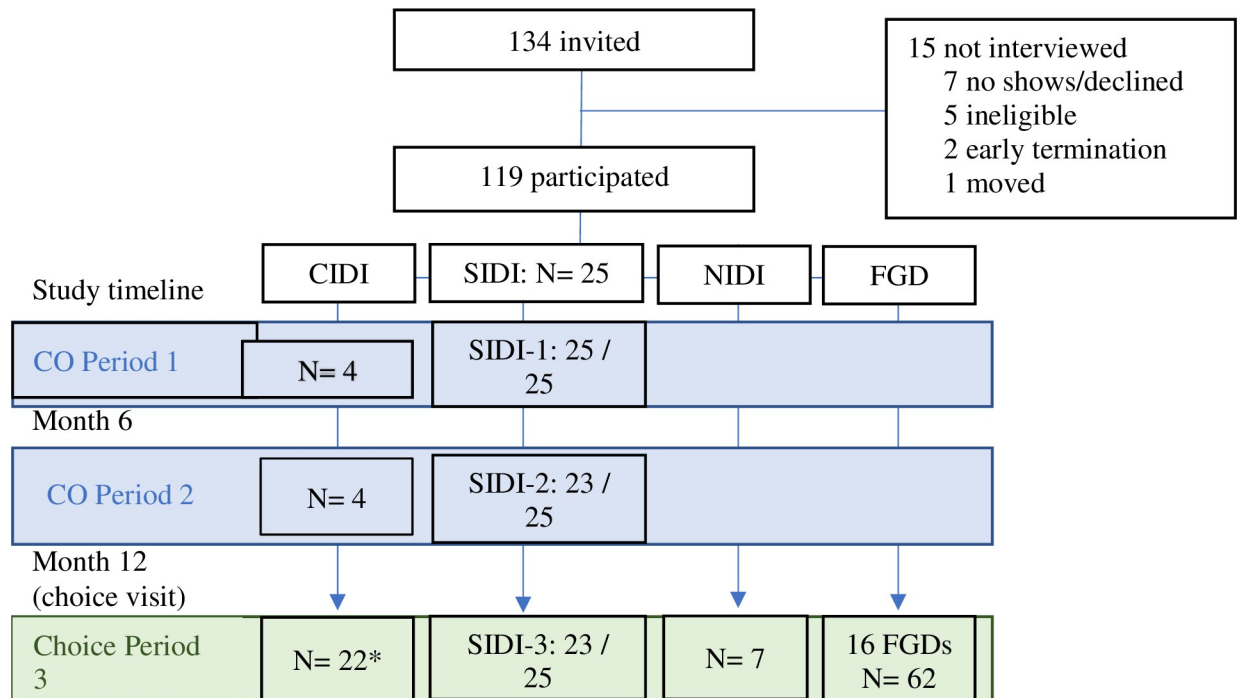 134 invited
15 not interviewed
7 no shows/declined
5 ineligible
2 early termination
1 moved
119 participated
Study timeline
CIDI
SIDI: N= 25
NIDI
FGD
CO Period 1
N= 4
SIDI-1: 25 /
25
Month 6
CO Period 2
N= 4
SIDI-2: 23 /
25
Month 12
(choice visit)
Choice Period
3
N= 22*
SIDI-3: 23 /
25
N= 7
16 FGDs
N= 62